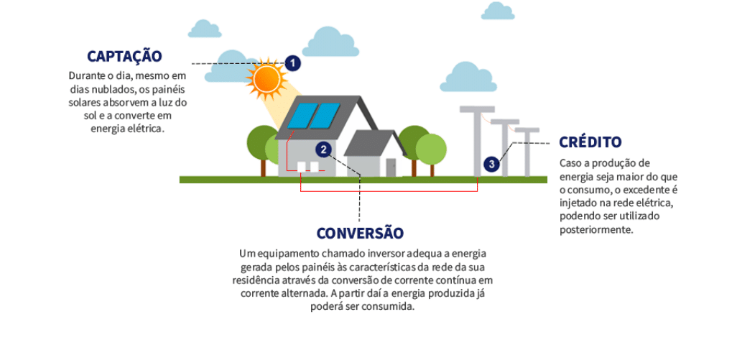 CAPTAÇÃO
Durante o dia, mesmo em
dias nublados, os painéis
solares absorvem a luz do
sol e a converte em
energia elétrica.
1
2
3
CRÉDITO
Caso a produção de
energia seja maior do que
o consumo, o excedente é
injetado na rede elétrica,
podendo ser utilizado
posteriormente.
CONVERSÃO
Um equipamento chamado inversor adequa a energia
gerada pelos painéis às características da rede da sua
residência através da conversão de corrente contínua em
corrente alternada. A partir daí a energia produzida já
poderá ser consumida.